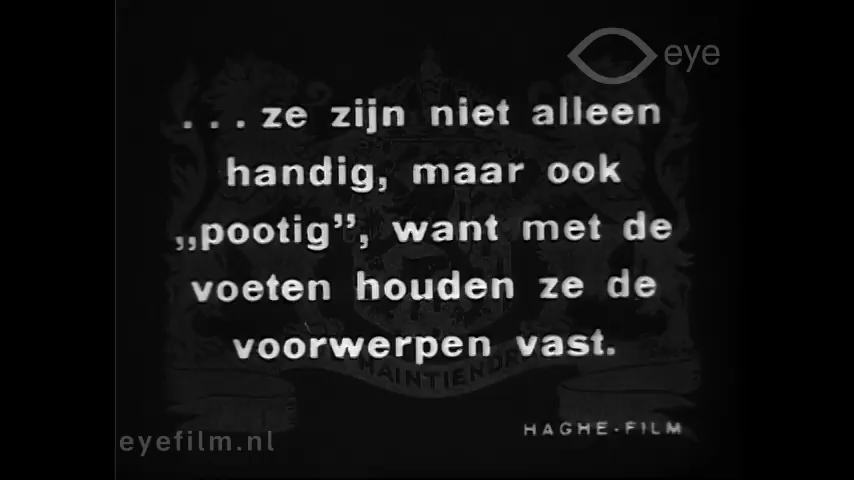 eye
. . . ze zijn niet alleen
handig, maar ook
„pootig”, want met de
voeten houden ze de
voorwerpen vast.
MAINTIENDRAI
HAGHE-FILM
eyefilm.nl